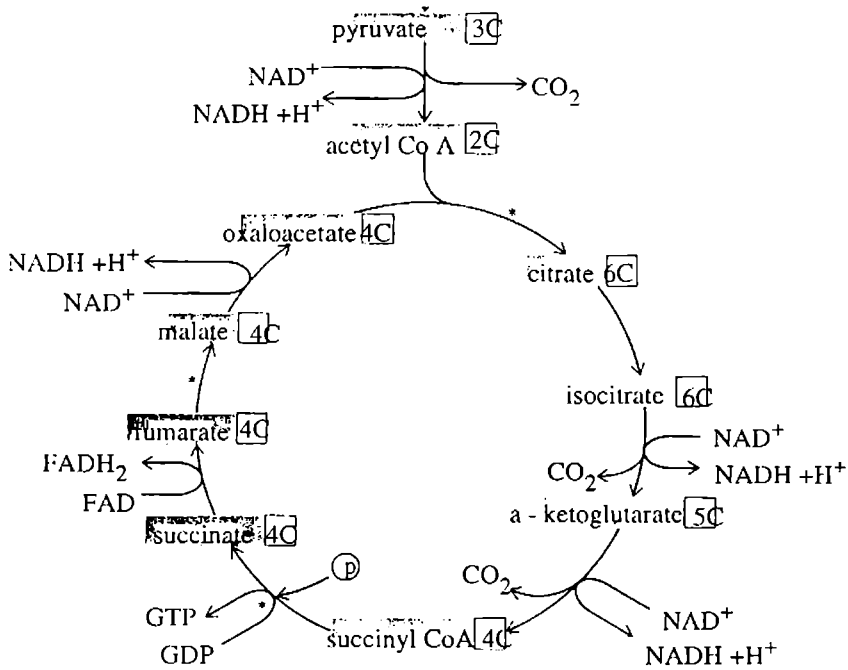 pyruvate 3C
NAD⁺
CO₂
NADH +H⁺
acetyl Co A 2C
oxaloacetate 4C
citrate 6C
NADH +H⁺
NAD⁺
malate 4C
isocitrate 6C
fumarate 4C
NAD⁺
CO₂
NADH +H⁺
FADH₂
FAD
a - ketoglutarate 5C
succinate 4C
CO₂
p
GTP
NAD⁺
GDP
succinyl CoA 4C
NADH +H⁺
*
*
*
*